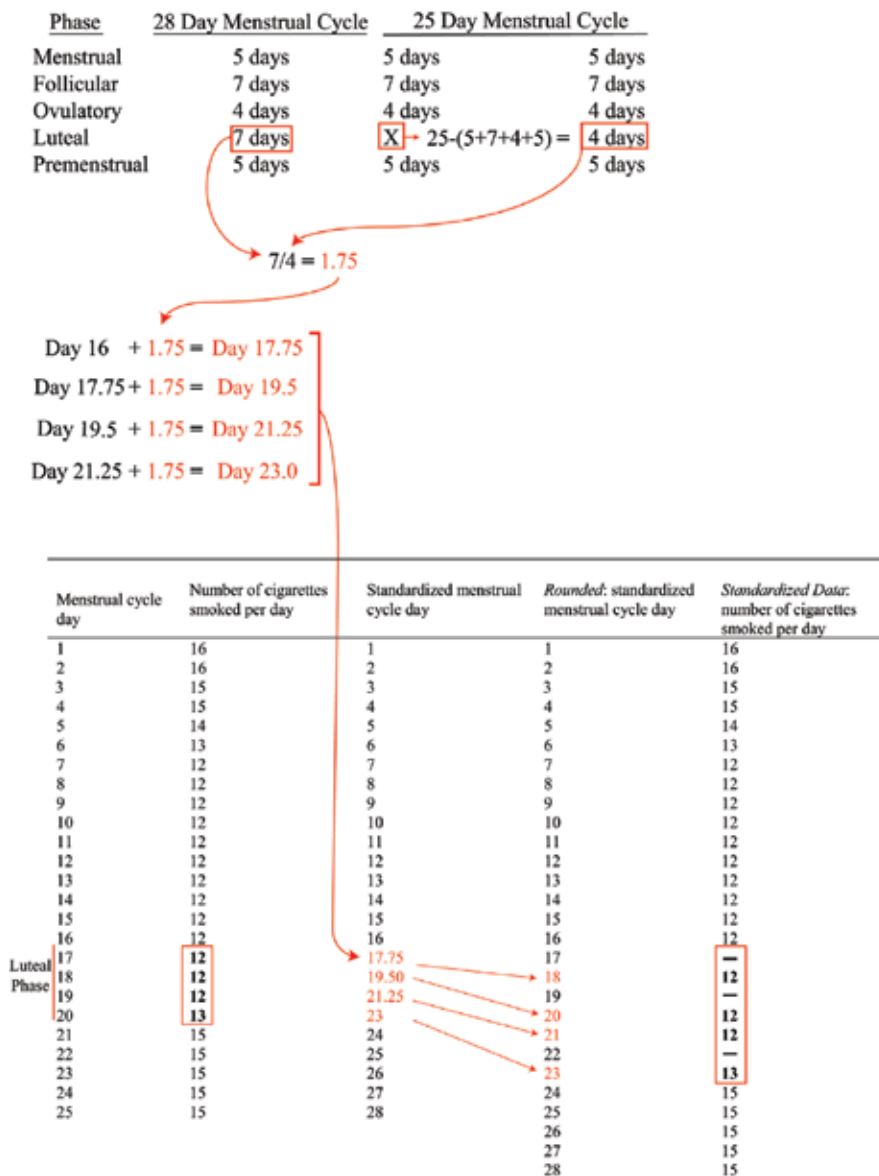 Phase 28 Day Menstrual Cycle 25 Day Menstrual Cycle
Menstrual 5 days 5 days 5 days
Follicular 7 days 7 days 7 days
Ovulatory 4 days 4 days 4 days
Luteal 7 days X 25-(5+7+4+5) = 4 days
Premenstrual 5 days 5 days 5 days
7/4 = 1.75
Day 16 + 1.75 = Day 17.75
Day 17.75 + 1.75 = Day 19.5
Day 19.5 + 1.75 = Day 21.25
Day 21.25 + 1.75 = Day 23.0
Menstrual cycle day Number of cigarettes smoked per day Standardized menstrual cycle day Rounded: standardized menstrual cycle day Standardized Data: number of cigarettes smoked per day
1 16 1 1 16
2 16 2 2 16
3 15 3 3 15
4 15 4 4 15
5 14 5 5 14
6 13 6 6 13
7 12 7 7 12
8 12 8 8 12
9 12 9 9 12
10 12 10 10 12
11 12 11 11 12
12 12 12 12 12
13 12 13 13 12
14 12 14 14 12
15 12 15 15 12
16 12 16 16 12
Luteal Phase
17 12 17.75 17 –
18 12 19.50 18 12
19 12 21.25 19 –
20 13 23 20 12
21 15 24 21 12
22 15 25 22 –
23 15 26 23 13
24 15 27 24 15
25 15 28 25 15
26 15
27 15
28 15